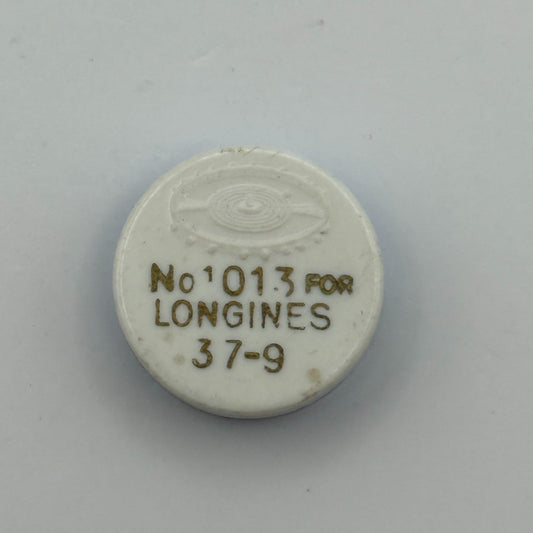 No 1013 FOR
LONGINES
37-9